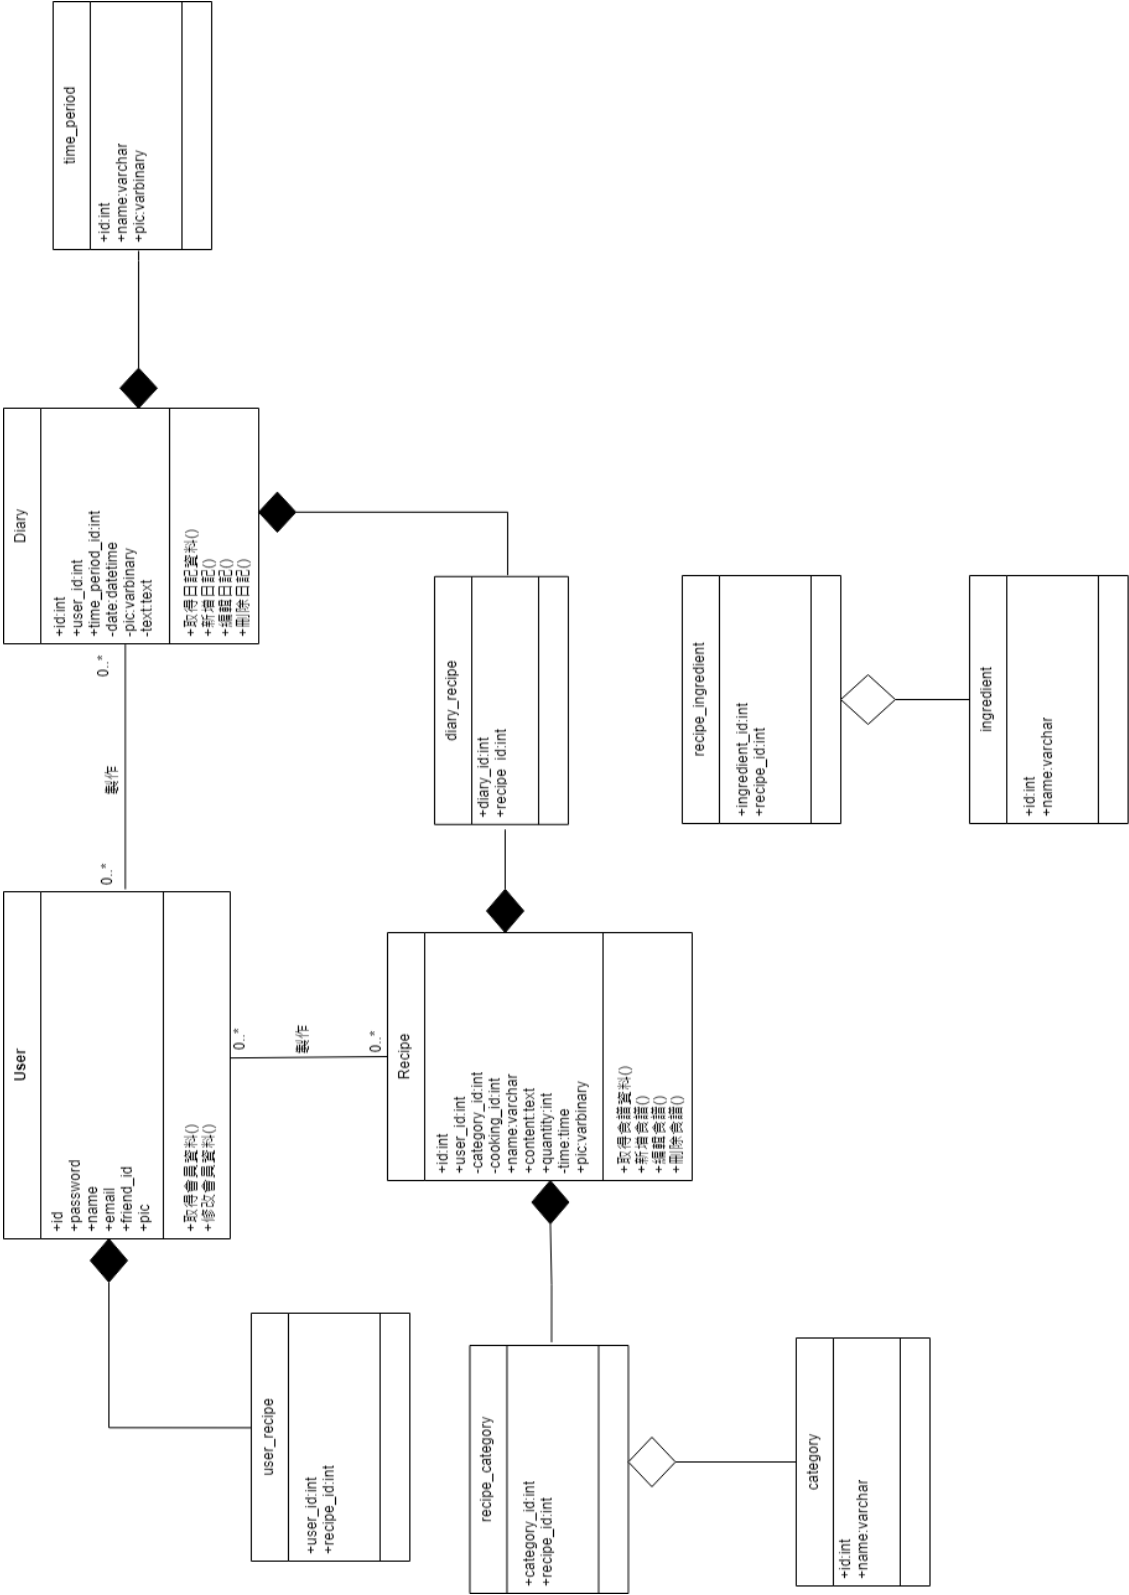 time_period
+id:int
+name:varchar
+pic:varbinary
Diary
+id:int
+user_id:int
+time_period_id:int
-date:datetime
-pic:varbinary
-text:text
+取得日記資料()
+新增日記()
+編輯日記()
+刪除日記()
0..*
製作
0..*
User
+id
+password
+name
+email
+friend_id
+pic
+取得會員資料()
+修改會員資料()
0..*
製作
0..*
diary_recipe
+diary_id:int
+recipe_id:int
recipe_ingredient
+ingredient_id:int
+recipe_id:int
ingredient
+id:int
+name:varchar
Recipe
+id:int
+user_id:int
-category_id:int
-cooking_id:int
+name:varchar
+content:text
+quantity:int
-time:time
+pic:varbinary
+取得食譜資料()
+新增食譜()
+編輯食譜()
+刪除食譜()
user_recipe
+user_id:int
+recipe_id:int
recipe_category
+category_id:int
+recipe_id:int
category
+id:int
+name:varchar